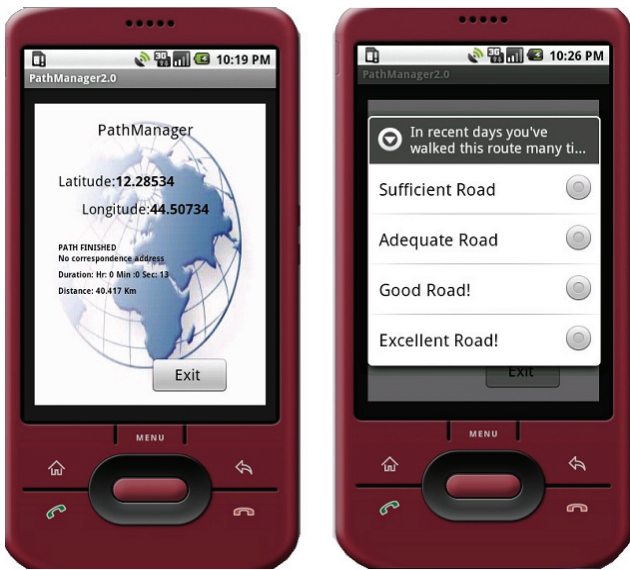 3G
10:19 PM
PathManager2.0
PathManager
Latitude:12.28534
Longitude:44.50734
PATH FINISHED
No correspondence address
Duration: Hr: 0 Min :0 Sec: 13
Distance: 40.417 Km
Exit
MENU
3G
10:26 PM
PathManager2.0
In recent days you've
walked this route many ti...
Sufficient Road
Adequate Road
Good Road!
Excellent Road!
Exit
MENU